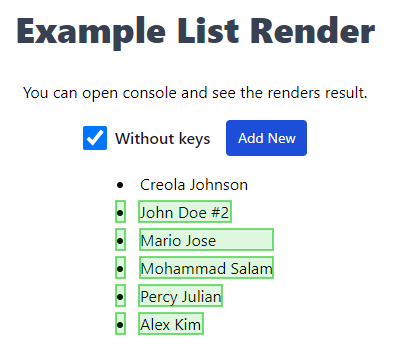 Example List Render
You can open console and see the renders result.
Without keys Add New
Creola Johnson
John Doe #2
Mario Jose
Mohammad Salam
Percy Julian
Alex Kim